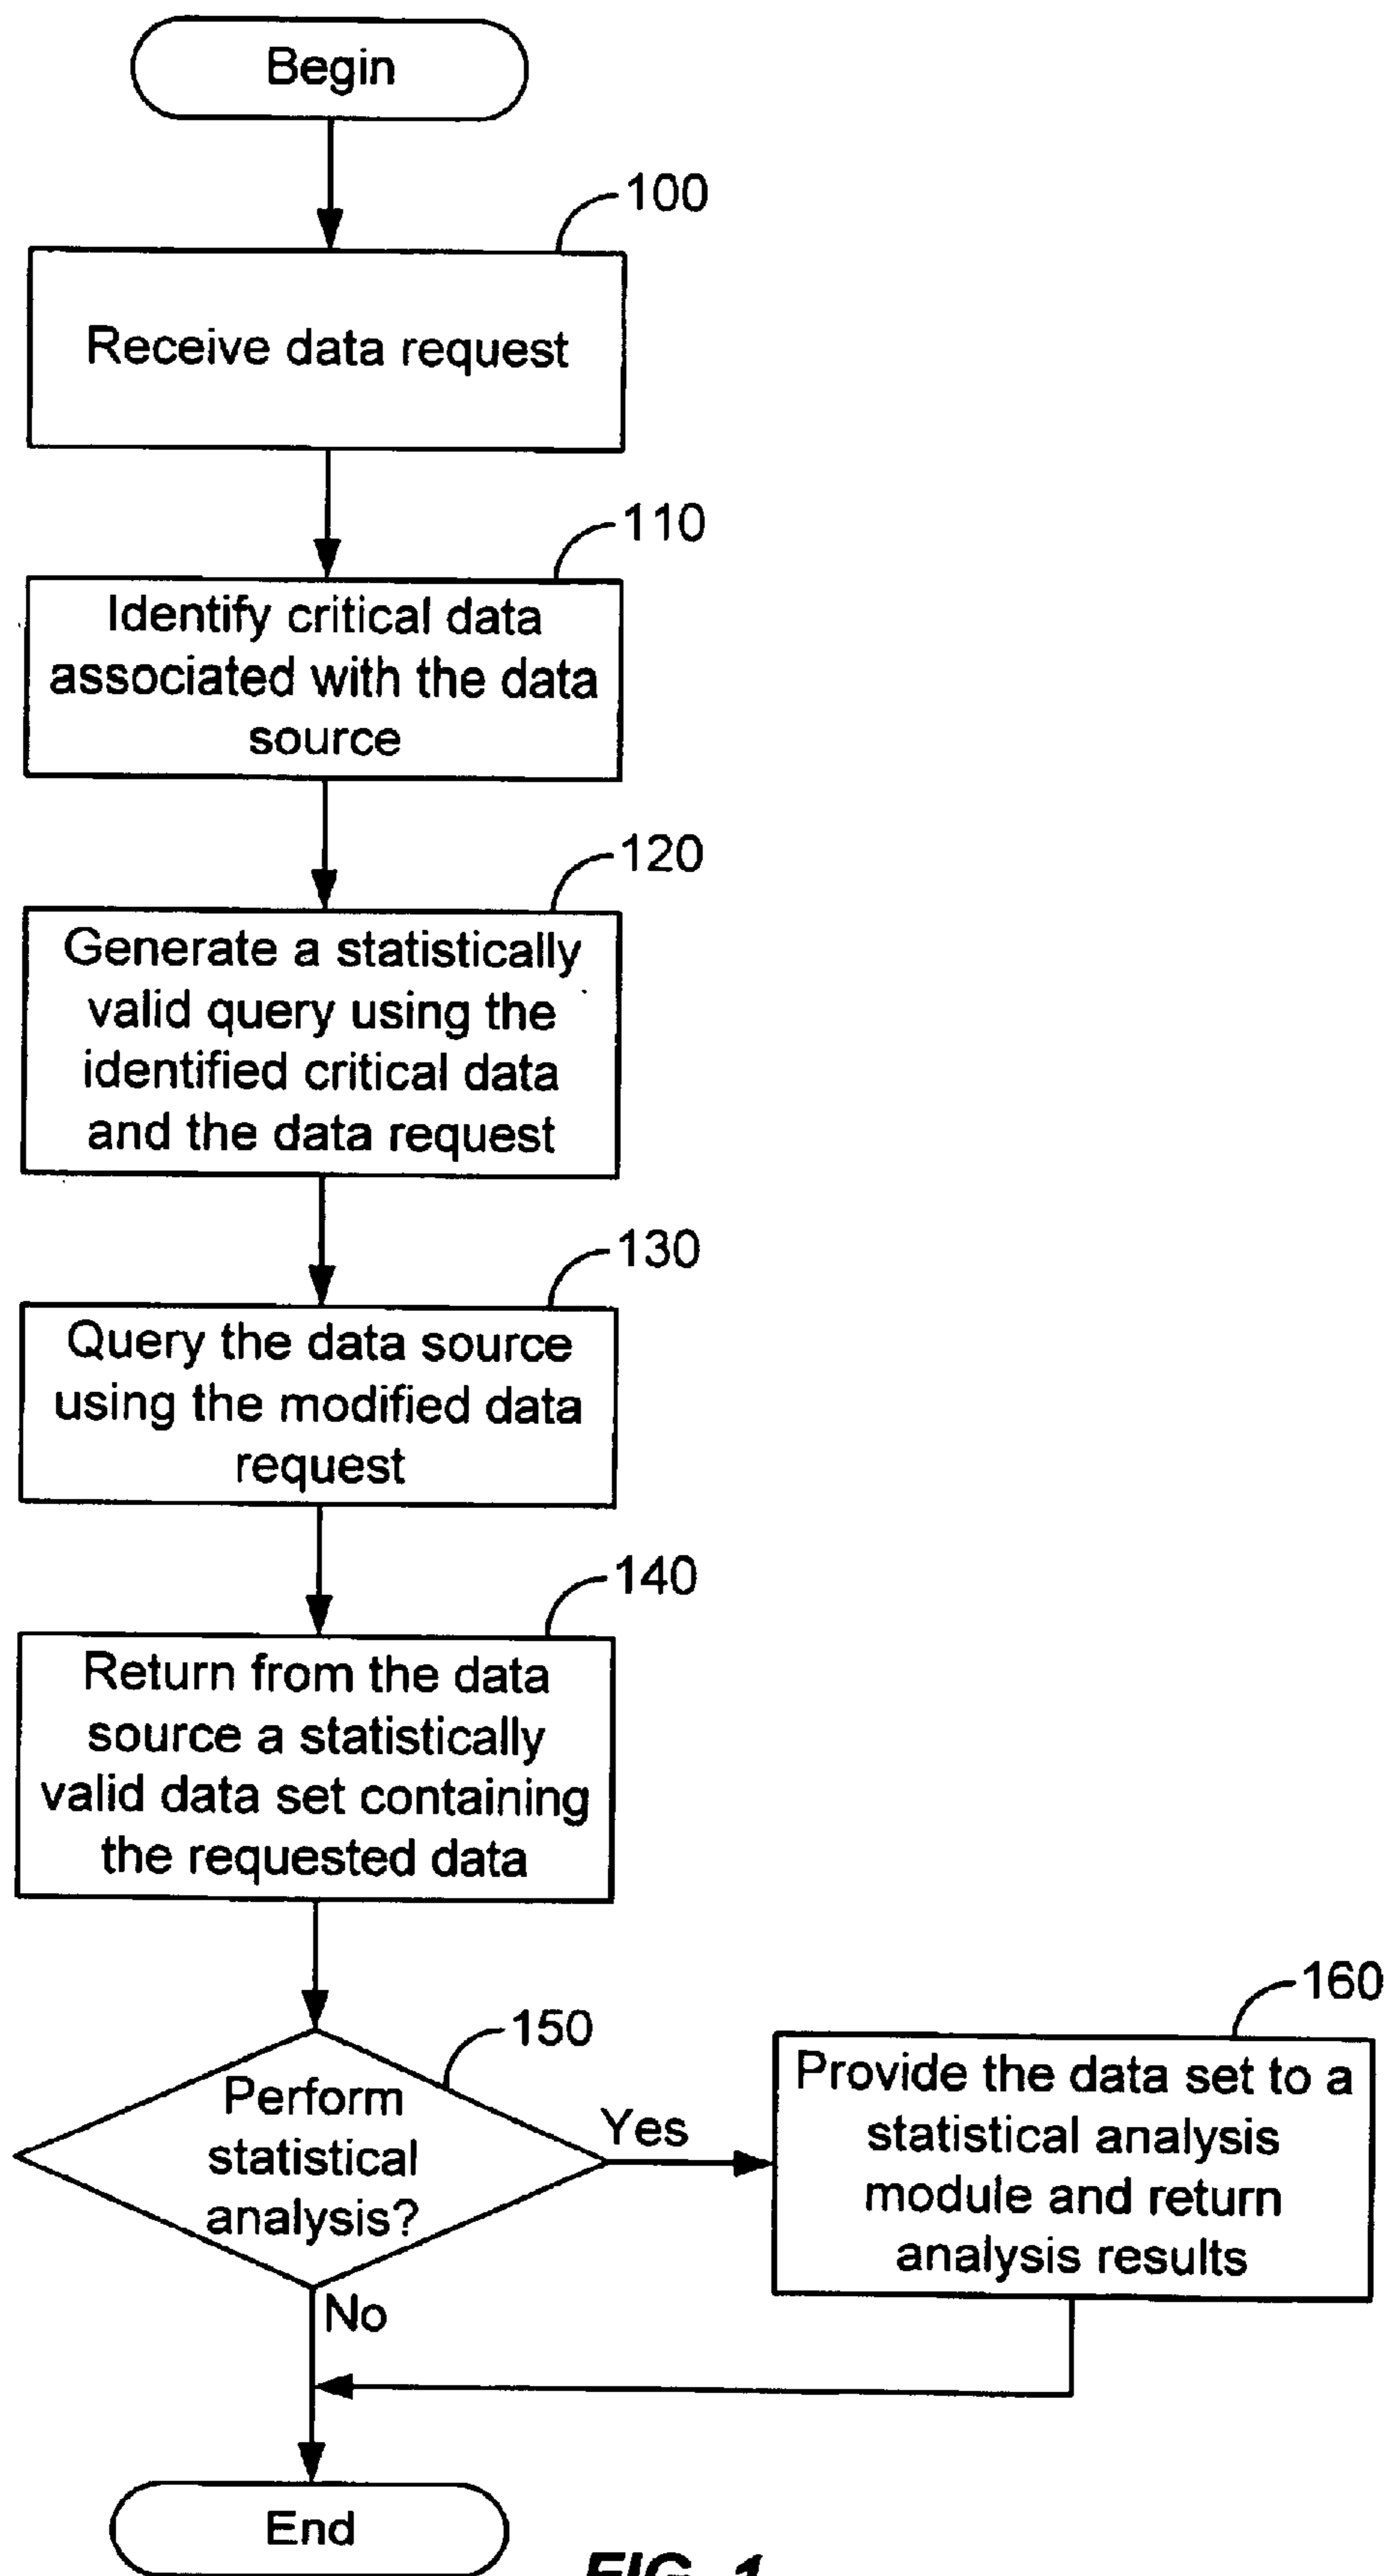 Begin
100
Receive data request
110
Identify critical data
associated with the data
source
120
Generate a statistically
valid query using the
identified critical data
and the data request
130
Query the data source
using the modified data
request
140
Return from the data
source a statistically
valid data set containing
the requested data
150
Perform
statistical
analysis?
Yes
160
Provide the data set to a
statistical analysis
module and return
analysis results
No
End
FIG. 1